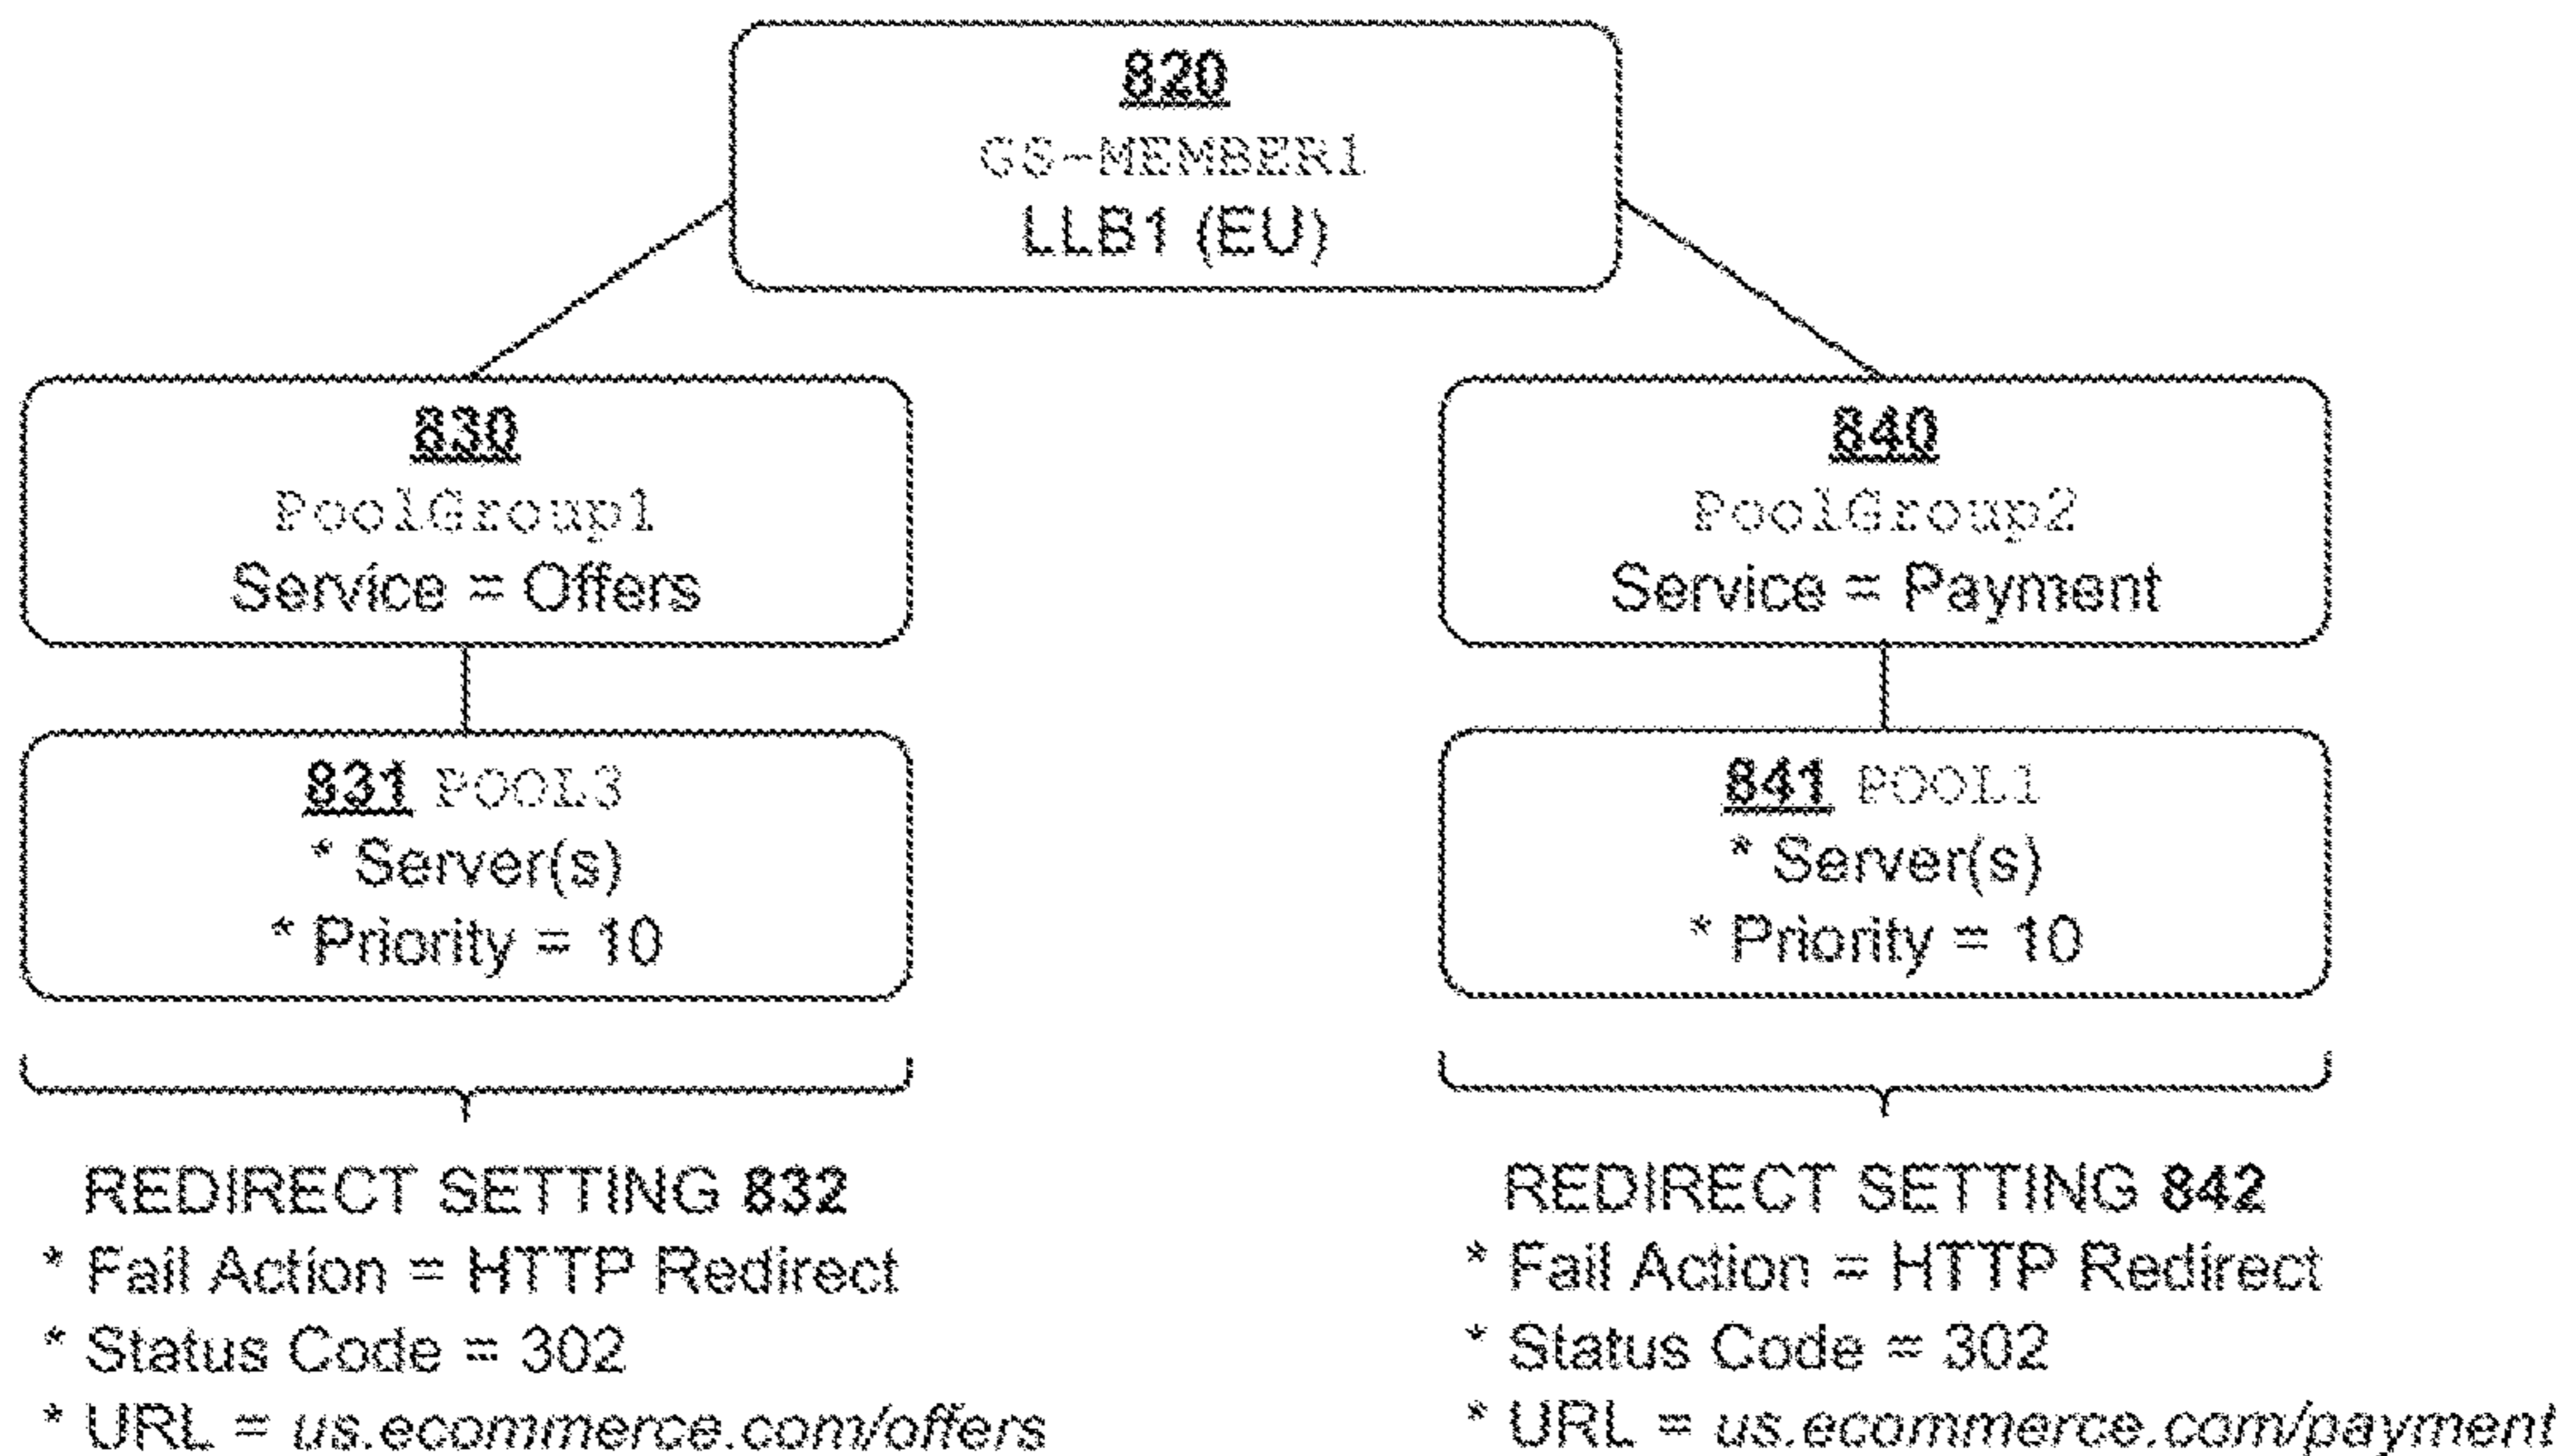 820
GS-MEMBER1
LLB1 (EU)
830
PoolGroup1
Service = Offers
840
PoolGroup2
Service = Payment
831 POOL3
* Server(s)
* Priority = 10
841 POOL1
* Server(s)
* Priority = 10
REDIRECT SETTING 832
* Fail Action = HTTP Redirect
* Status Code = 302
* URL = us.ecommerce.com/offers
REDIRECT SETTING 842
* Fail Action = HTTP Redirect
* Status Code = 302
* URL = us.ecommerce.com/payment